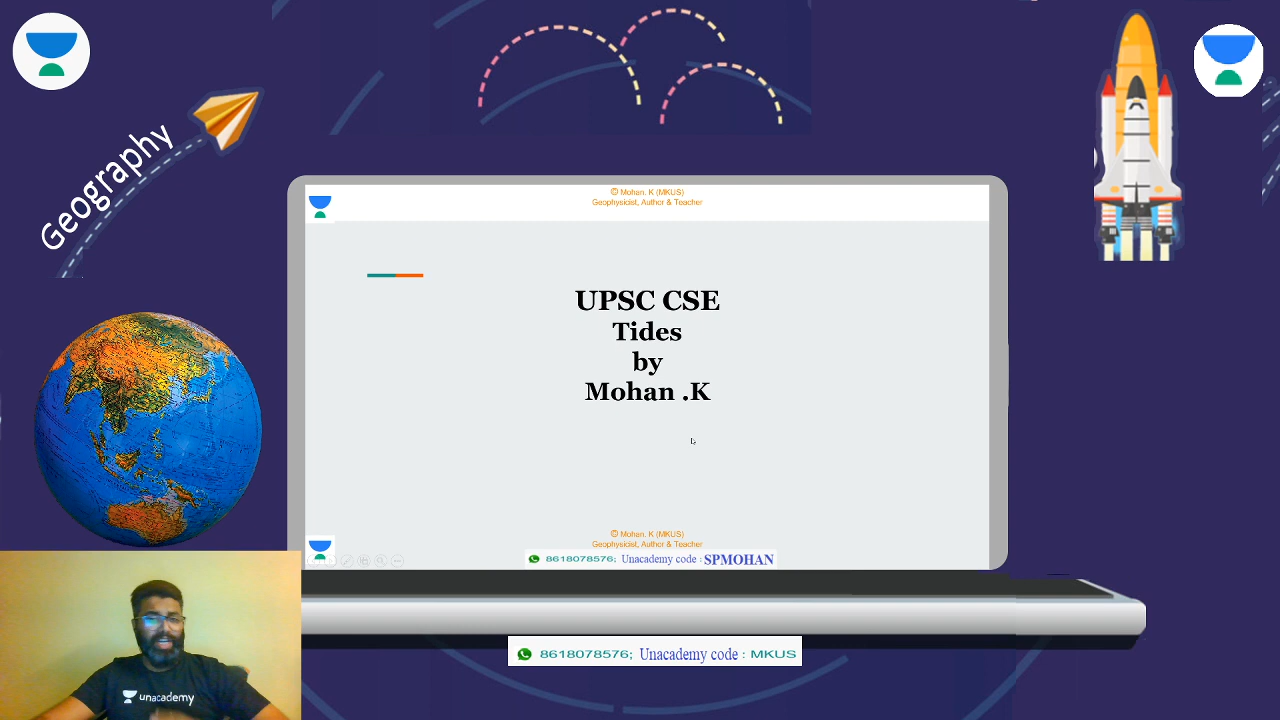 Geography
© Mohan. K (MKUS)
Geophysicist, Author & Teacher
UPSC CSE
Tides
by
Mohan .K
© Mohan. K (MKUS)
Geophysicist, Author & Teacher
8618078576; Unacademy code : SPMOHAN
8618078576; Unacademy code : MKUS
unacademy